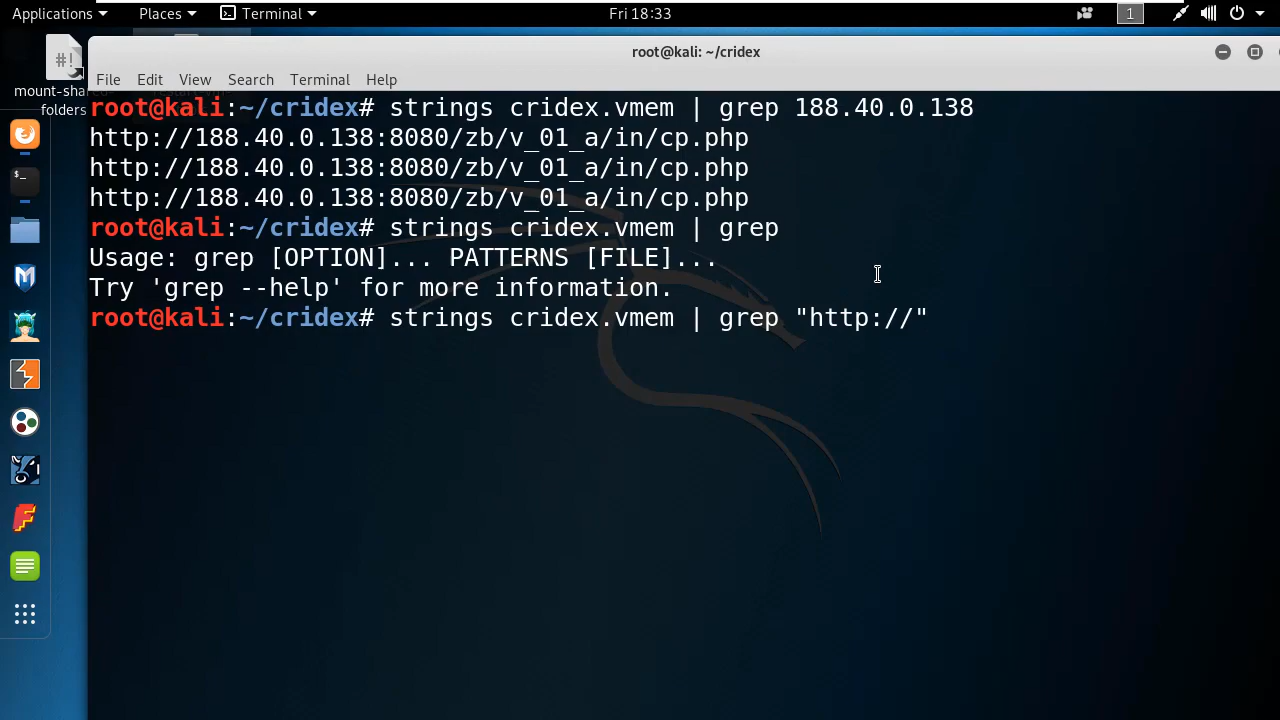 Applications Places Terminal Fri 18:33 1
root@kali: ~/cridex
File Edit View Search Terminal Help
mount-shared-
folders
root@kali:~/cridex# strings cridex.vmem | grep 188.40.0.138
http://188.40.0.138:8080/zb/v_01_a/in/cp.php
http://188.40.0.138:8080/zb/v_01_a/in/cp.php
http://188.40.0.138:8080/zb/v_01_a/in/cp.php
root@kali:~/cridex# strings cridex.vmem | grep
Usage: grep [OPTION]... PATTERNS [FILE]...
Try 'grep --help' for more information.
root@kali:~/cridex# strings cridex.vmem | grep "http://"